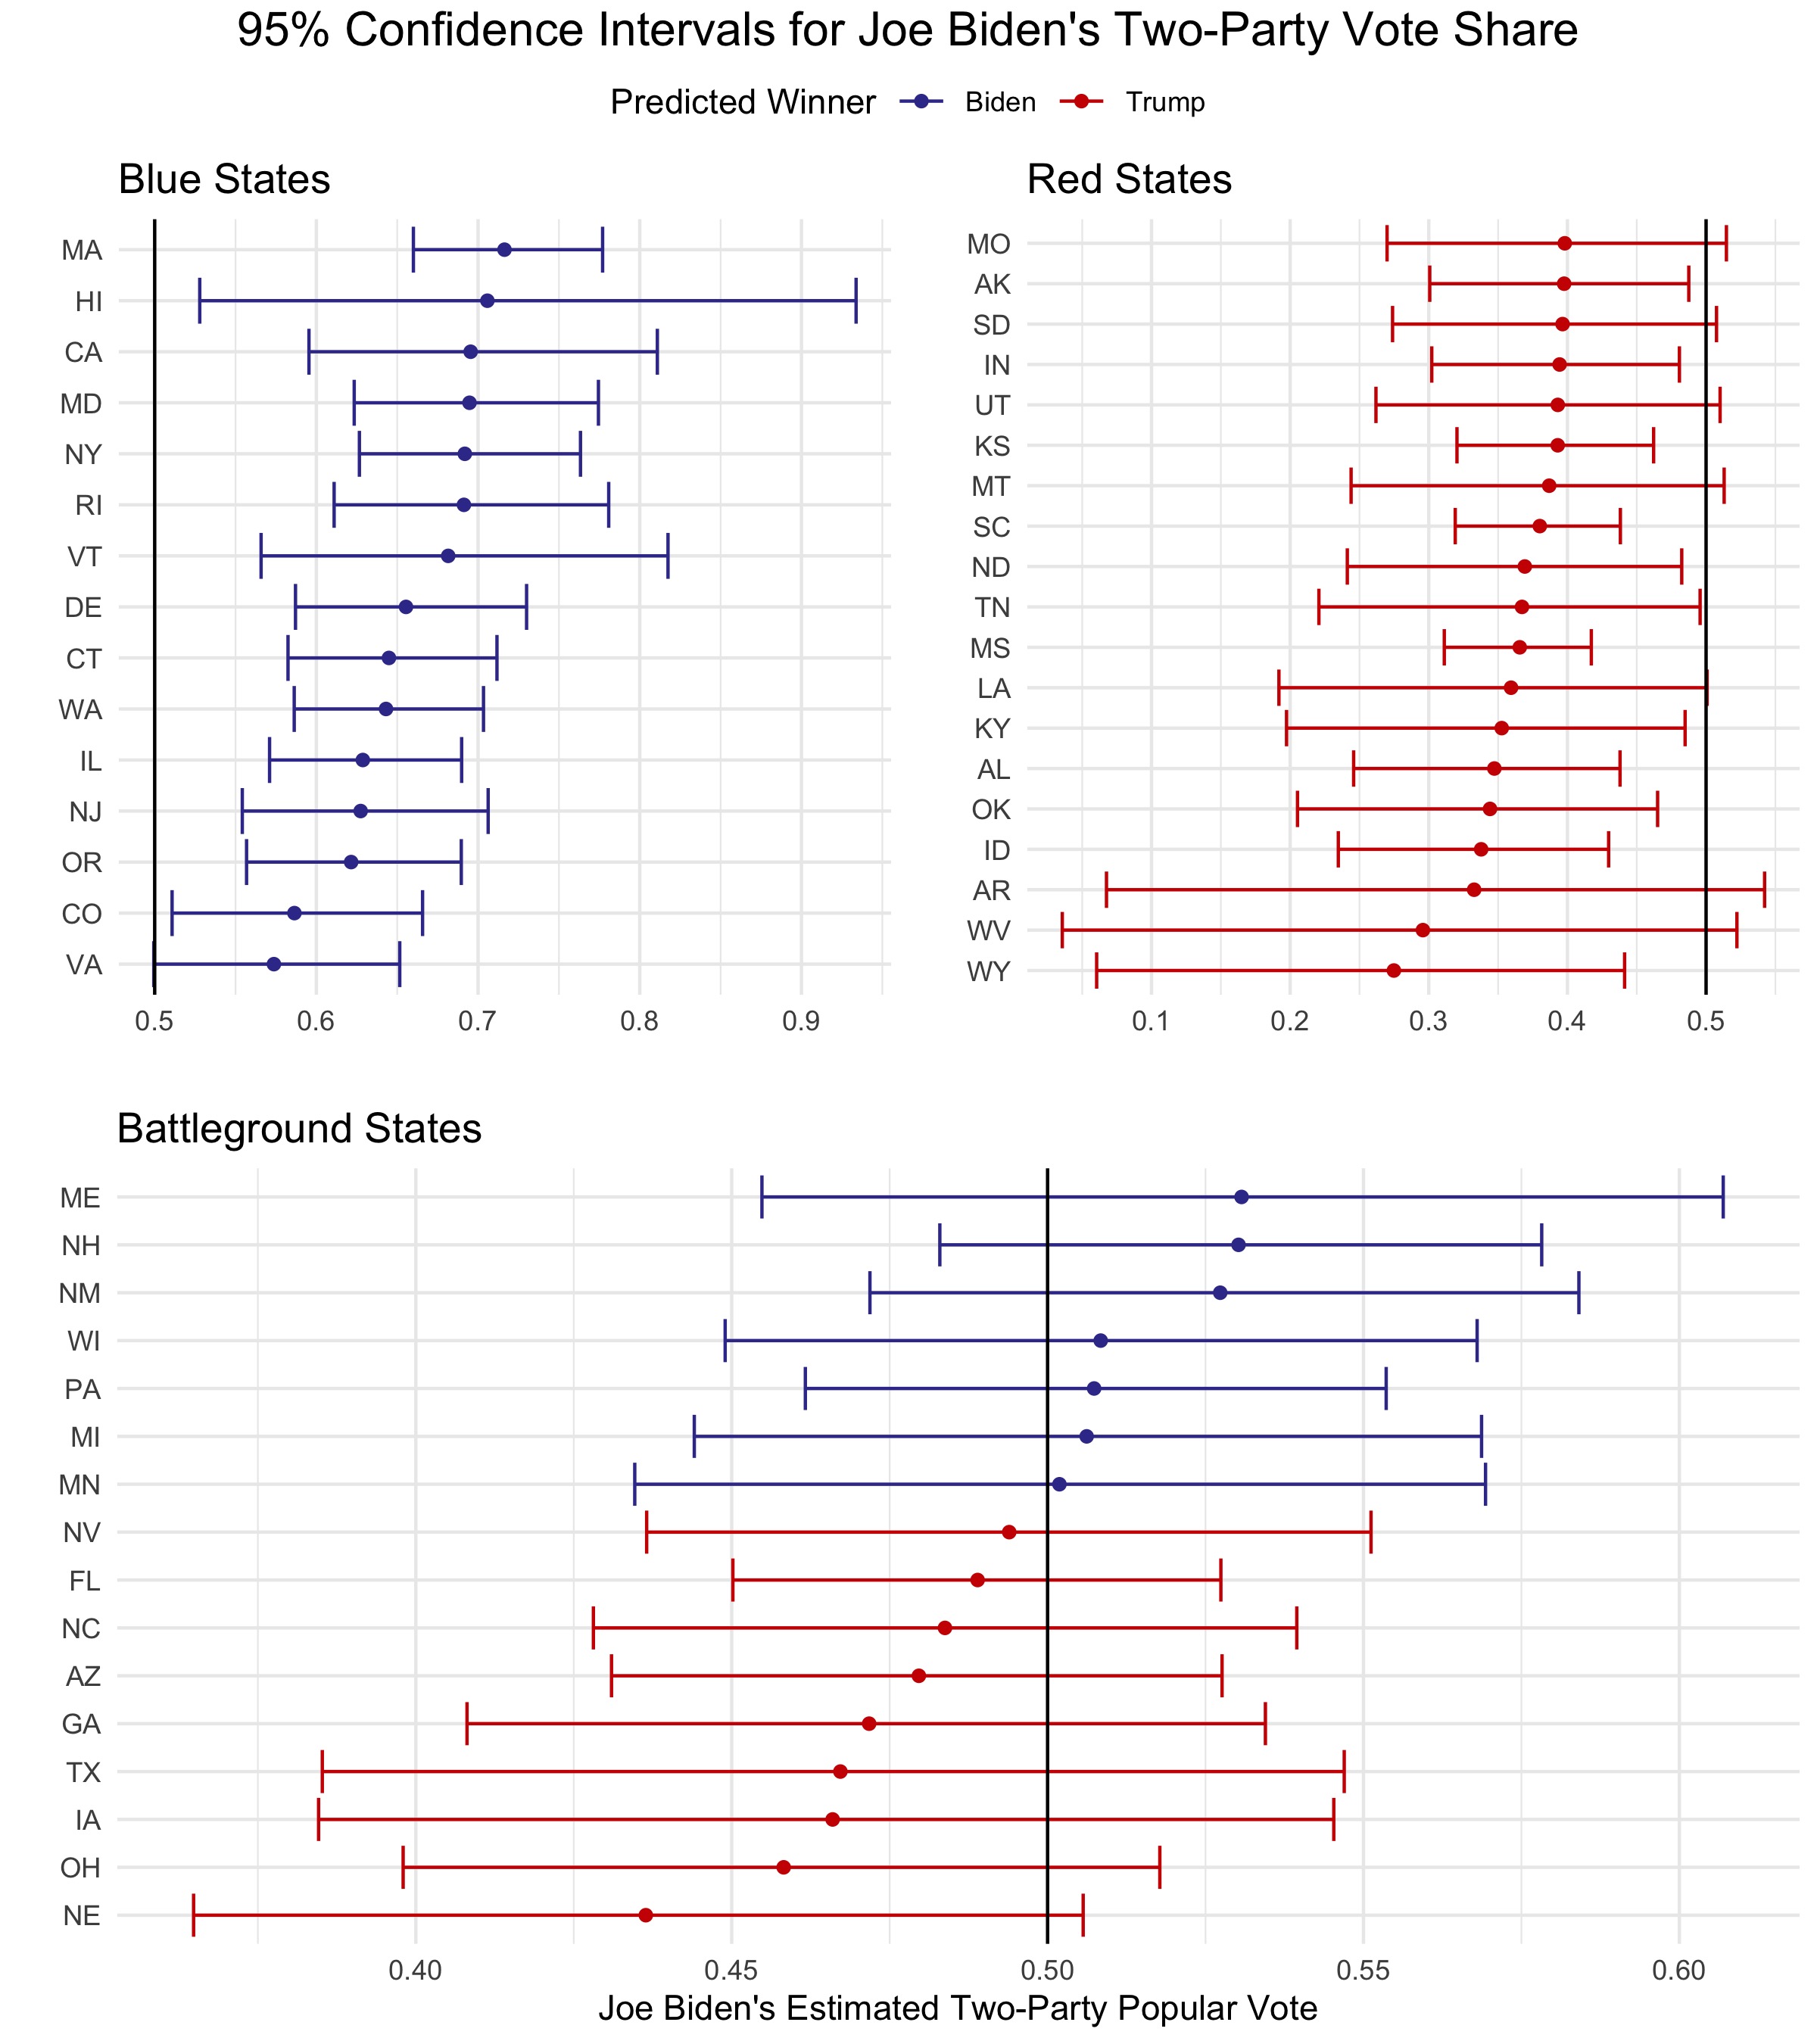 95% Confidence Intervals for Joe Biden's Two-Party Vote Share
Predicted Winner Biden Trump
Blue States
MA
HI
CA
MD
NY
RI
VT
DE
CT
WA
IL
NJ
OR
CO
VA
0.5 0.6 0.7 0.8 0.9
Red States
MO
AK
SD
IN
UT
KS
MT
SC
ND
TN
MS
LA
KY
AL
OK
ID
AR
WV
WY
0.1 0.2 0.3 0.4 0.5
Battleground States
ME
NH
NM
WI
PA
MI
MN
NV
FL
NC
AZ
GA
TX
IA
OH
NE
0.40 0.45 0.50 0.55 0.60
Joe Biden's Estimated Two-Party Popular Vote